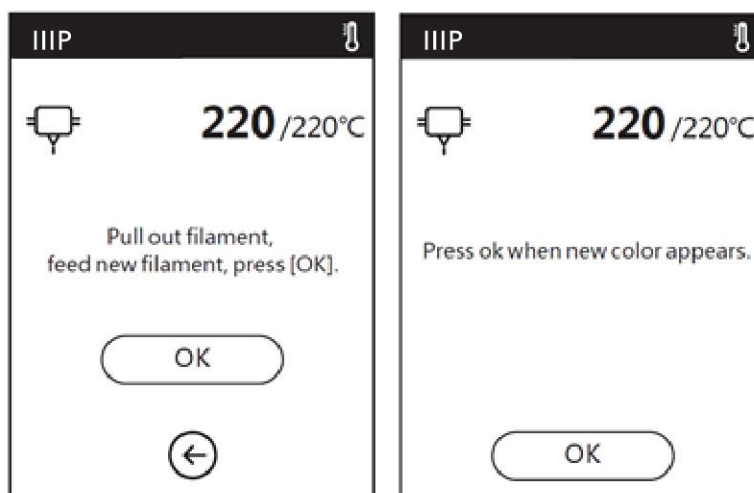 IIIP
220 /220°C
Pull out filament,
feed new filament, press [OK].
OK
IIIP
220 /220°C
Press ok when new color appears.
OK